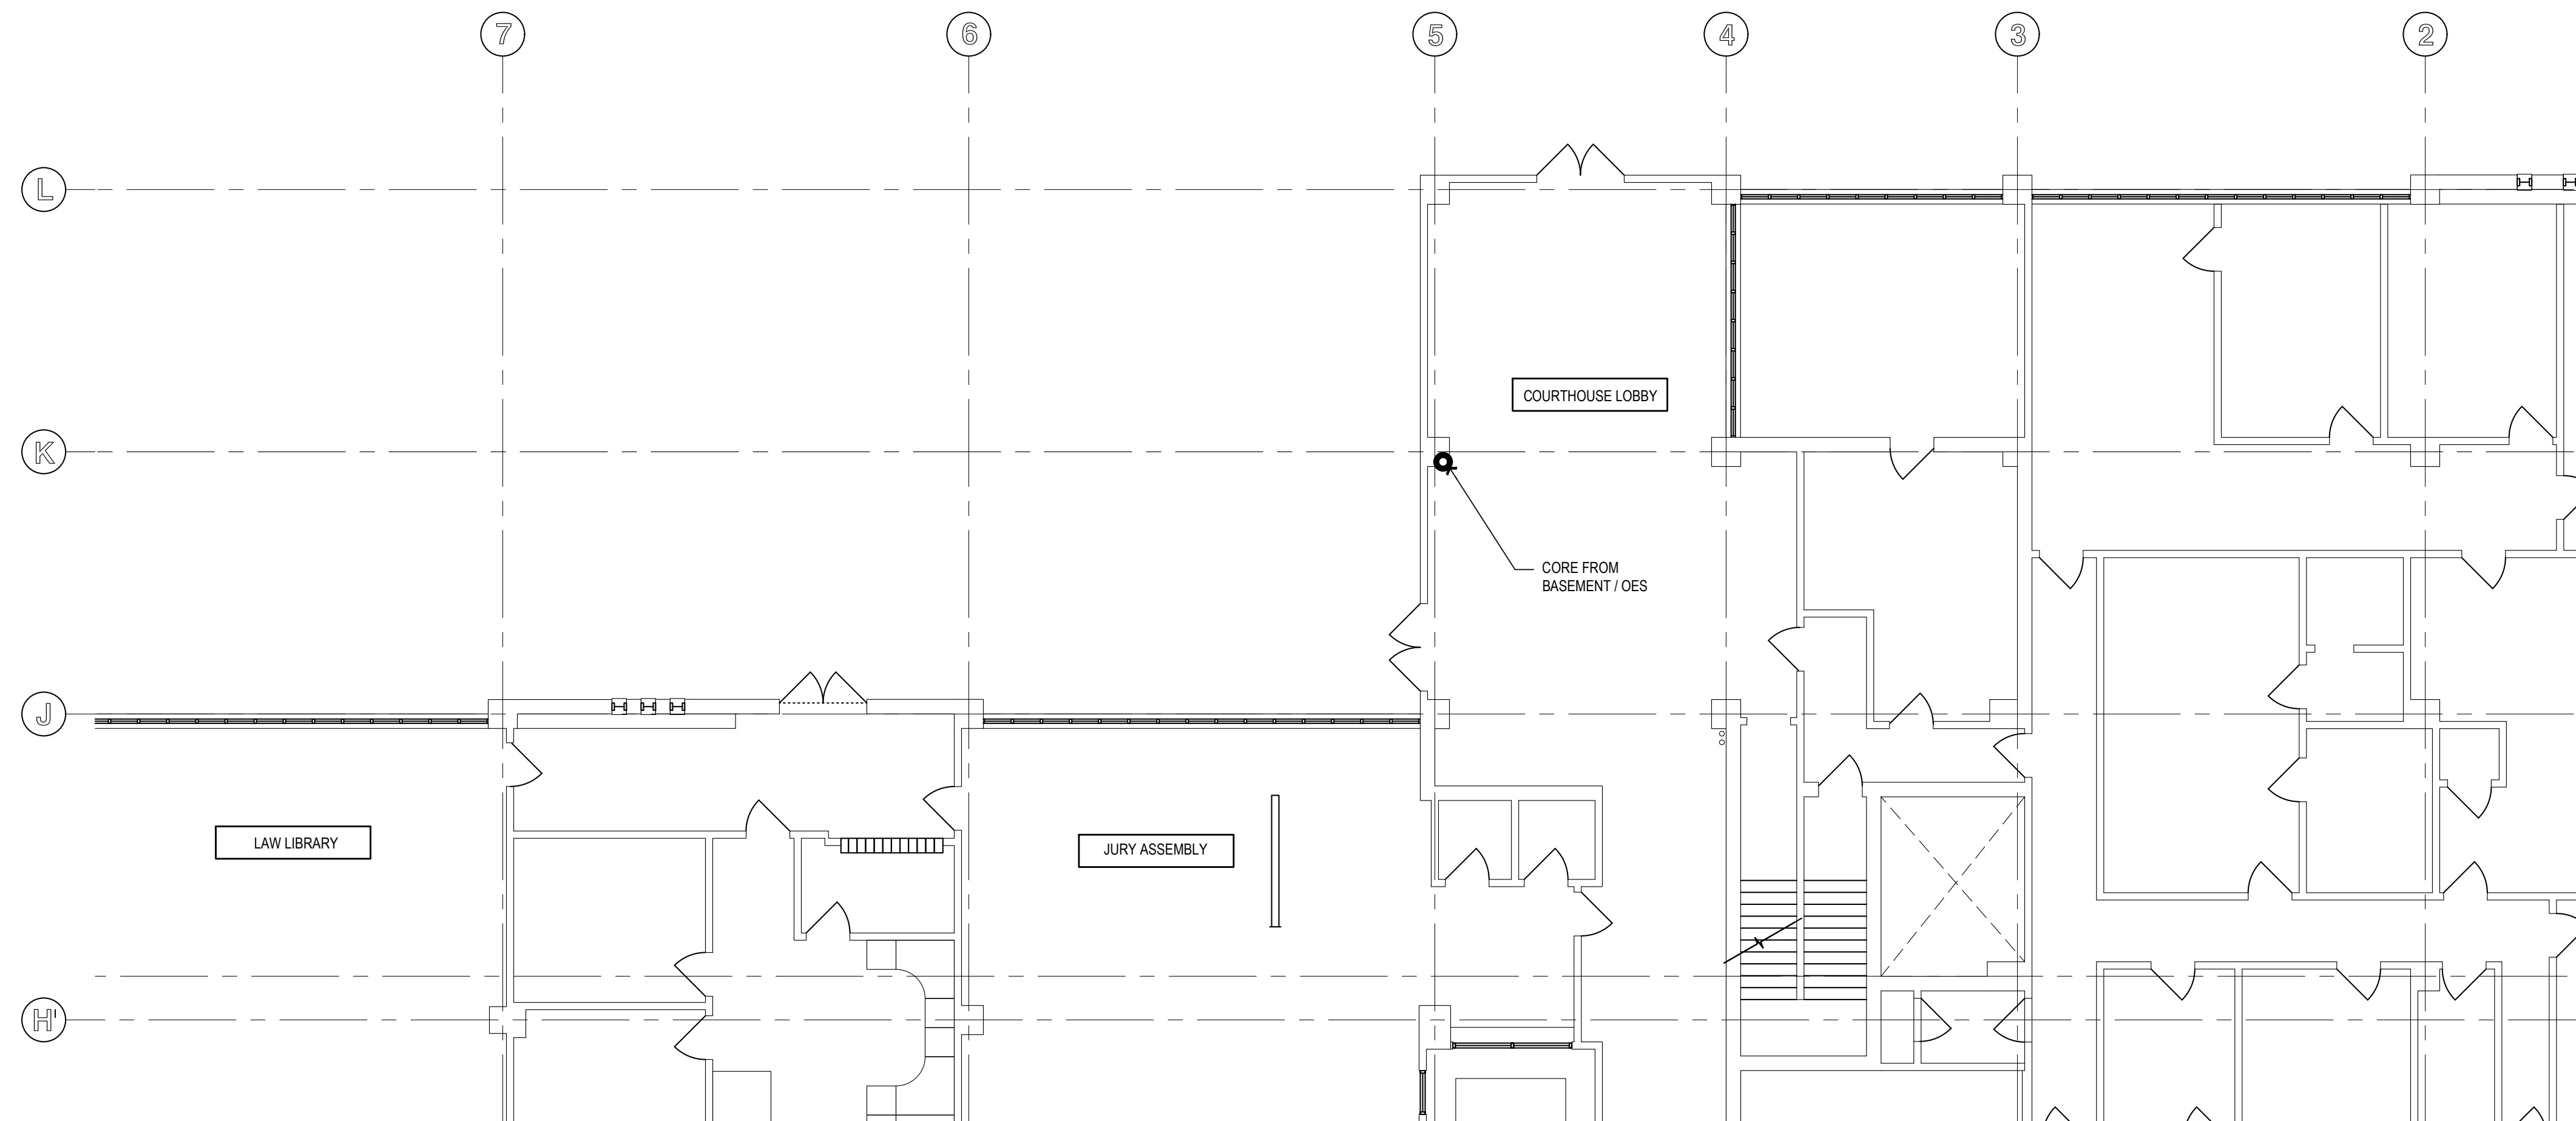 7 6 5 4 3 2
L
COURTHOUSE LOBBY
K
CORE FROM
BASEMENT / OES
J
LAW LIBRARY
JURY ASSEMBLY
H'